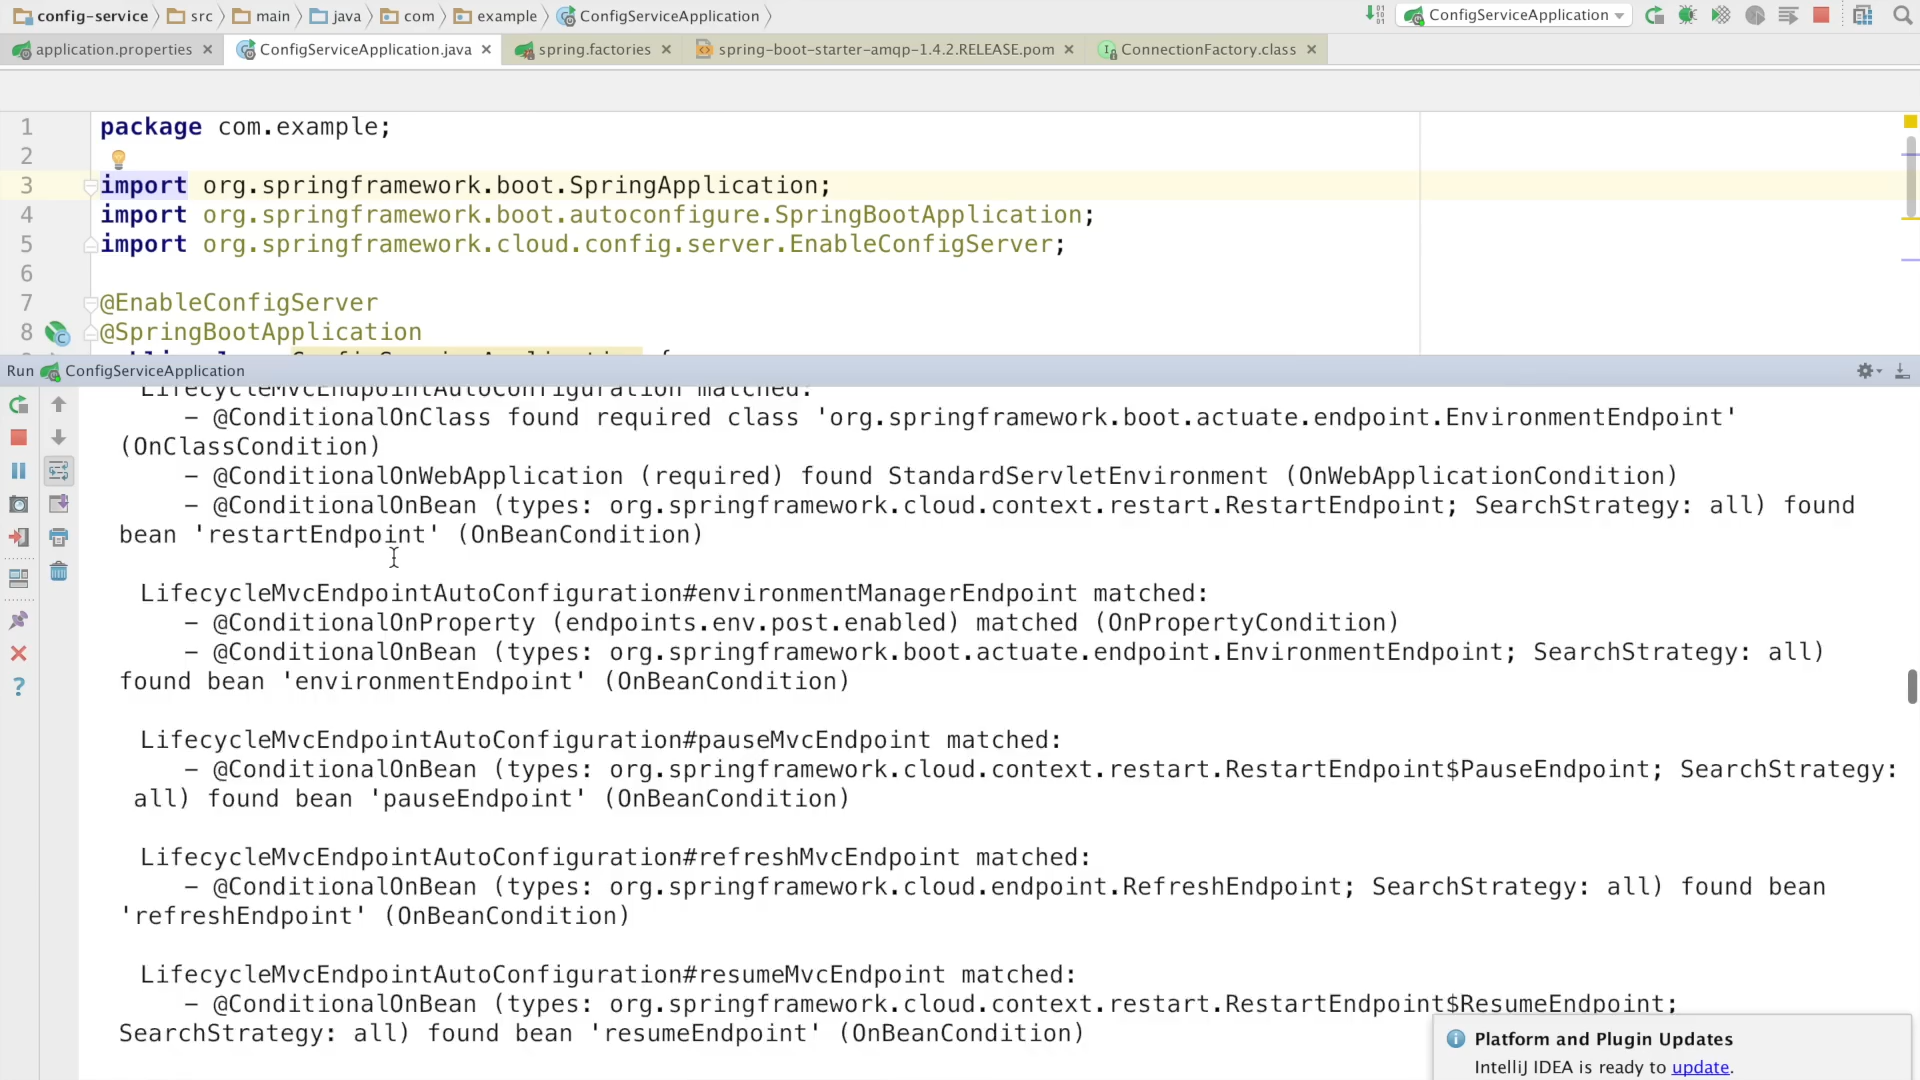 config-service src main java com example ConfigServiceApplication ConfigServiceApplication
application.properties ConfigServiceApplication.java spring.factories spring-boot-starter-amqp-1.4.2.RELEASE.pom ConnectionFactory.class
1 package com.example;
2
3 import org.springframework.boot.SpringApplication;
4 import org.springframework.boot.autoconfigure.SpringBootApplication;
5 import org.springframework.cloud.config.server.EnableConfigServer;
6
7 @EnableConfigServer
8 @SpringBootApplication
Run ConfigServiceApplication
LifecycleMvcEndpointAutoConfiguration matched:
– @ConditionalOnClass found required class 'org.springframework.boot.actuate.endpoint.EnvironmentEndpoint'
(OnClassCondition)
– @ConditionalOnWebApplication (required) found StandardServletEnvironment (OnWebApplicationCondition)
– @ConditionalOnBean (types: org.springframework.cloud.context.restart.RestartEndpoint; SearchStrategy: all) found
bean 'restartEndpoint' (OnBeanCondition)
LifecycleMvcEndpointAutoConfiguration#environmentManagerEndpoint matched:
– @ConditionalOnProperty (endpoints.env.post.enabled) matched (OnPropertyCondition)
– @ConditionalOnBean (types: org.springframework.boot.actuate.endpoint.EnvironmentEndpoint; SearchStrategy: all)
found bean 'environmentEndpoint' (OnBeanCondition)
LifecycleMvcEndpointAutoConfiguration#pauseMvcEndpoint matched:
– @ConditionalOnBean (types: org.springframework.cloud.context.restart.RestartEndpoint$PauseEndpoint; SearchStrategy:
all) found bean 'pauseEndpoint' (OnBeanCondition)
LifecycleMvcEndpointAutoConfiguration#refreshMvcEndpoint matched:
– @ConditionalOnBean (types: org.springframework.cloud.endpoint.RefreshEndpoint; SearchStrategy: all) found bean
'refreshEndpoint' (OnBeanCondition)
LifecycleMvcEndpointAutoConfiguration#resumeMvcEndpoint matched:
– @ConditionalOnBean (types: org.springframework.cloud.context.restart.RestartEndpoint$ResumeEndpoint;
SearchStrategy: all) found bean 'resumeEndpoint' (OnBeanCondition)
Platform and Plugin Updates
IntelliJ IDEA is ready to update.